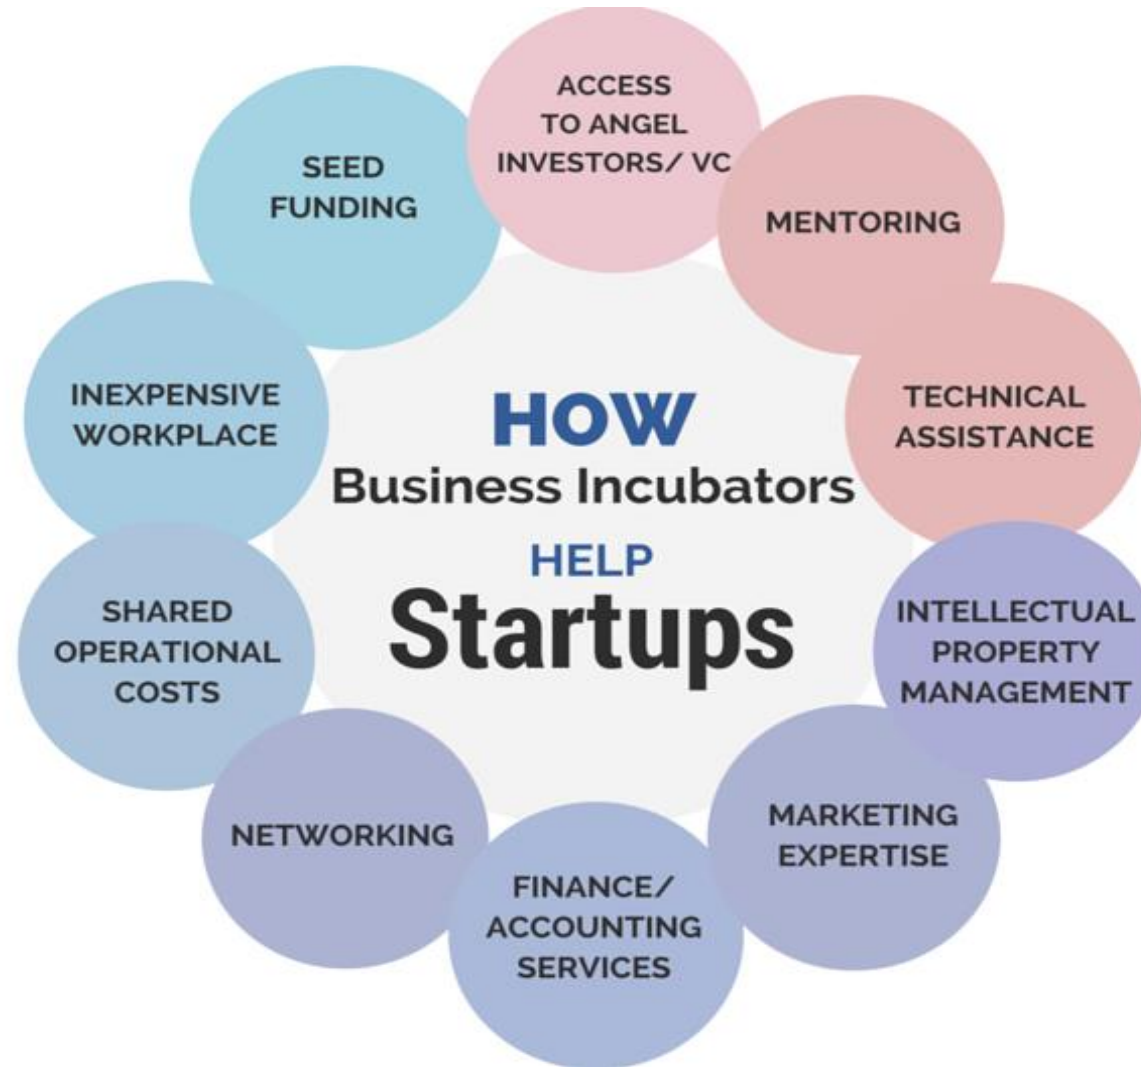 ACCESS
TO ANGEL
INVESTORS/ VC
MENTORING
TECHNICAL
ASSISTANCE
INTELLECTUAL
PROPERTY
MANAGEMENT
MARKETING
EXPERTISE
FINANCE/
ACCOUNTING
SERVICES
NETWORKING
SHARED
OPERATIONAL
COSTS
INEXPENSIVE
WORKPLACE
SEED
FUNDING
HOW
Business Incubators
HELP
Startups